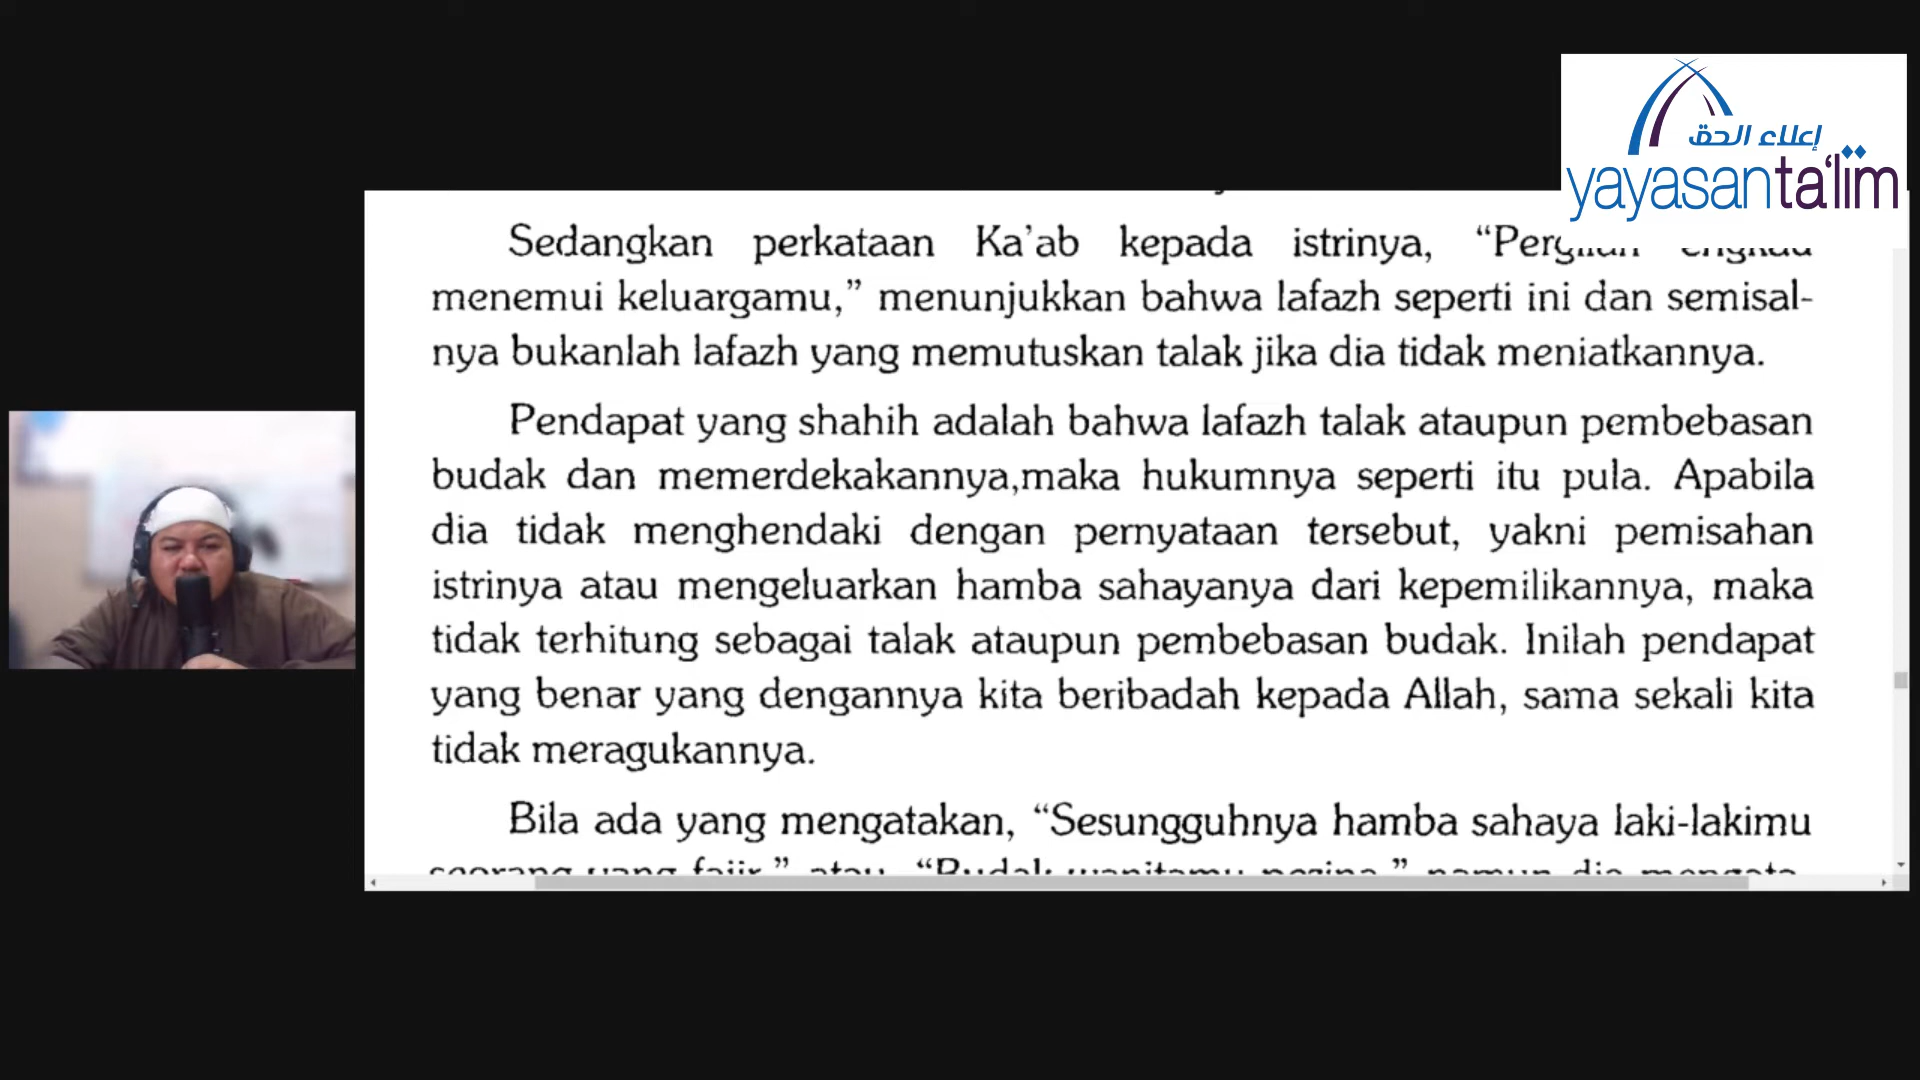 إعلاء الحق
yayasanta'lim
Sedangkan perkataan Ka'ab kepada istrinya,
menemui keluargamu,” menunjukkan bahwa lafazh seperti ini dan semisal-
nya bukanlah lafazh yang memutuskan talak jika dia tidak meniatkannya.
Pendapat yang shahih adalah bahwa lafazh talak ataupun pembebasan
budak dan memerdekakannya,maka hukumnya seperti itu pula. Apabila
dia tidak menghendaki dengan pernyataan tersebut, yakni pemisahan
istrinya atau mengeluarkan hamba sahayanya dari kepemilikannya, maka
tidak terhitung sebagai talak ataupun pembebasan budak. Inilah pendapat
yang benar yang dengannya kita beribadah kepada Allah, sama sekali kita
tidak meragukannya.
Bila ada yang mengatakan, “Sesungguhnya hamba sahaya laki-lakimu